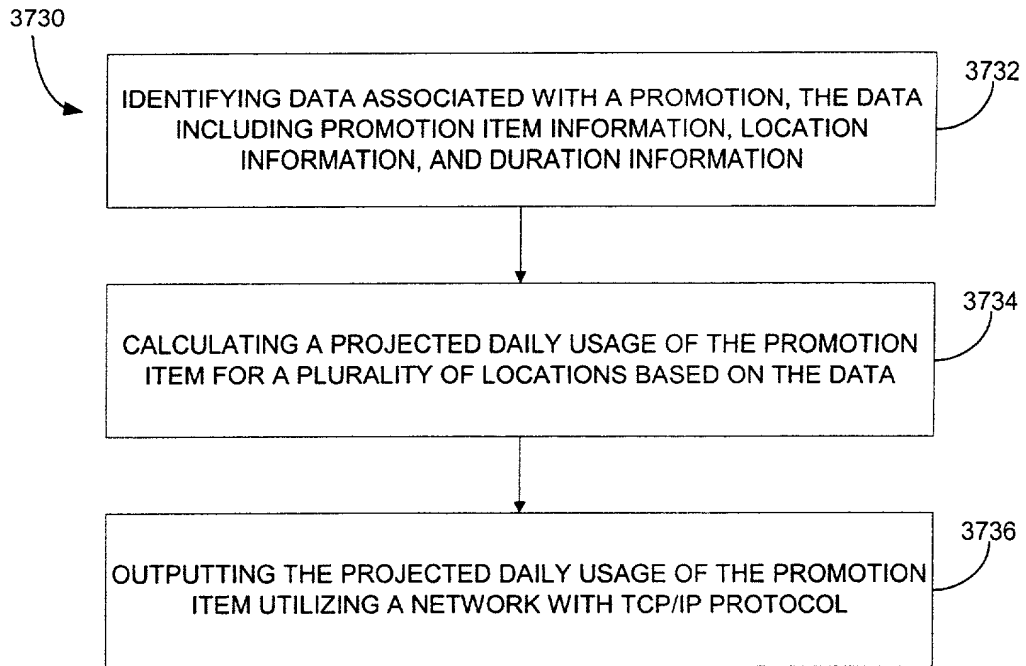 3730
3732
IDENTIFYING DATA ASSOCIATED WITH A PROMOTION, THE DATA
INCLUDING PROMOTION ITEM INFORMATION, LOCATION
INFORMATION, AND DURATION INFORMATION
3734
CALCULATING A PROJECTED DAILY USAGE OF THE PROMOTION
ITEM FOR A PLURALITY OF LOCATIONS BASED ON THE DATA
3736
OUTPUTTING THE PROJECTED DAILY USAGE OF THE PROMOTION
ITEM UTILIZING A NETWORK WITH TCP/IP PROTOCOL